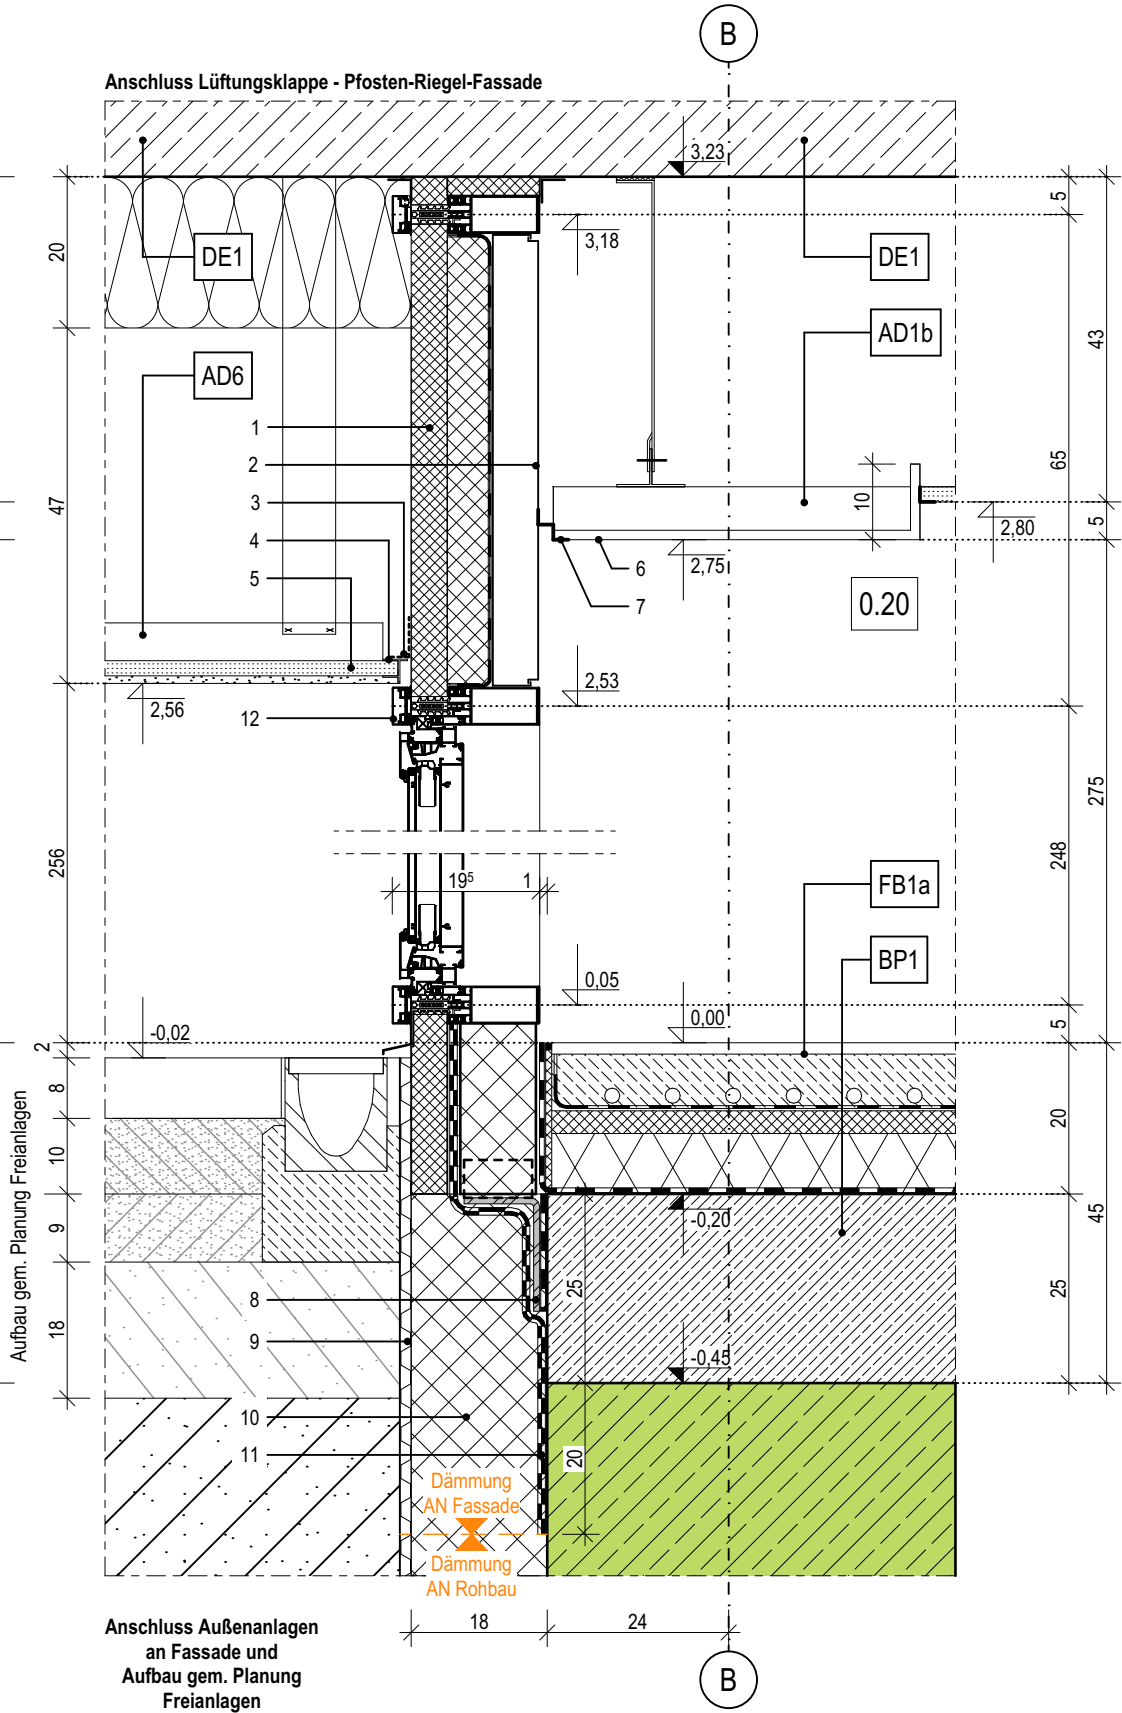 B
Anschluss Lüftungsklappe - Pfosten-Riegel-Fassade
3,23
5
3,18
20
DE1
DE1
AD1b
43
AD6
1
2
65
3
47
10
4
2,80
5
5
6
2,75
7
0.20
2,53
2,56
12
275
256
248
19⁵
1
FB1a
BP1
0,05
0,00
-0,02
5
2
8
20
10
Aufbau gem. Planung Freianlagen
-0,20
45
9
25
25
8
18
9
-0,45
10
11
20
Dämmung
AN Fassade
Dämmung
AN Rohbau
18
24
Anschluss Außenanlagen
an Fassade und
Aufbau gem. Planung
Freianlagen
B